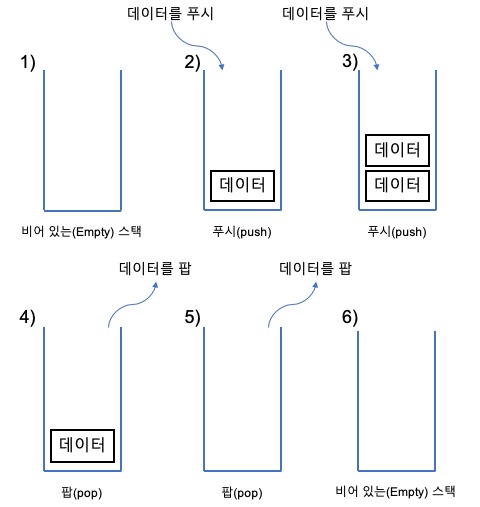 데이터를 푸시
데이터를 푸시
1)
2)
3)
데이터
데이터
데이터
비어 있는(Empty) 스택
푸시(push)
푸시(push)
데이터를 팝
데이터를 팝
4)
5)
6)
데이터
팝(pop)
팝(pop)
비어 있는(Empty) 스택